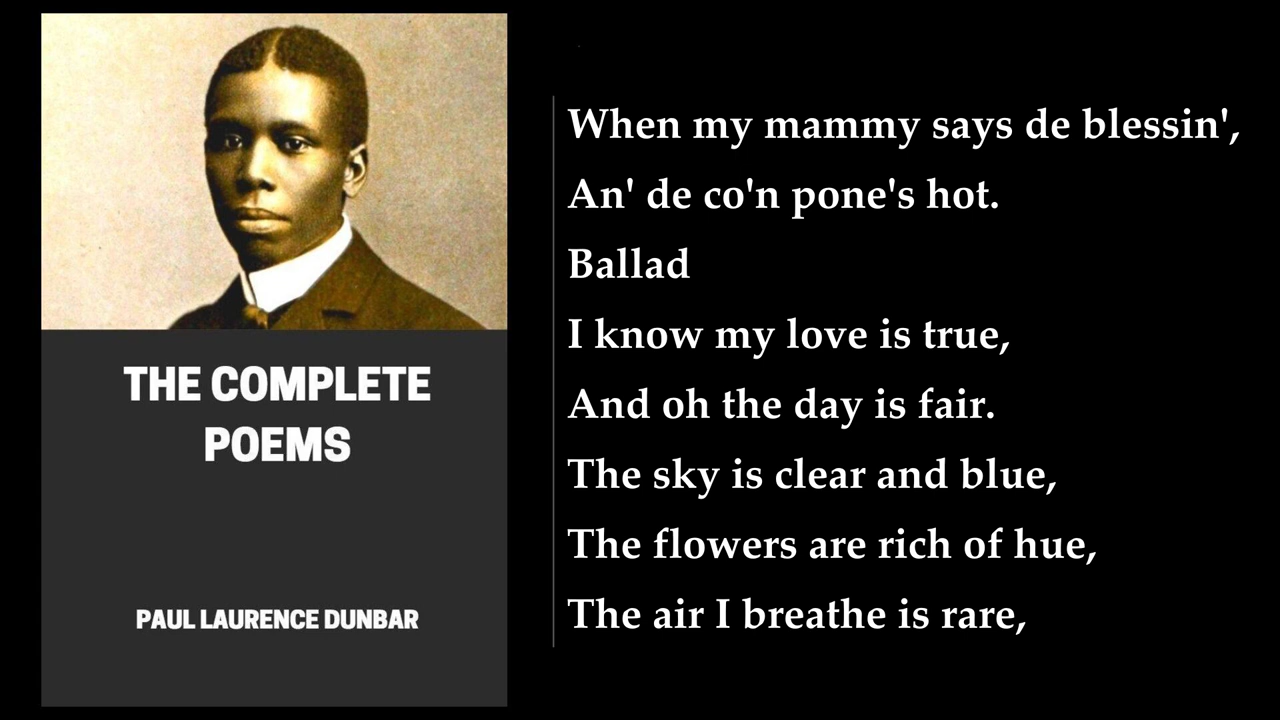 THE COMPLETE
POEMS
PAUL LAURENCE DUNBAR
When my mammy says de blessin',
An' de co'n pone's hot.
Ballad
I know my love is true,
And oh the day is fair.
The sky is clear and blue,
The flowers are rich of hue,
The air I breathe is rare,